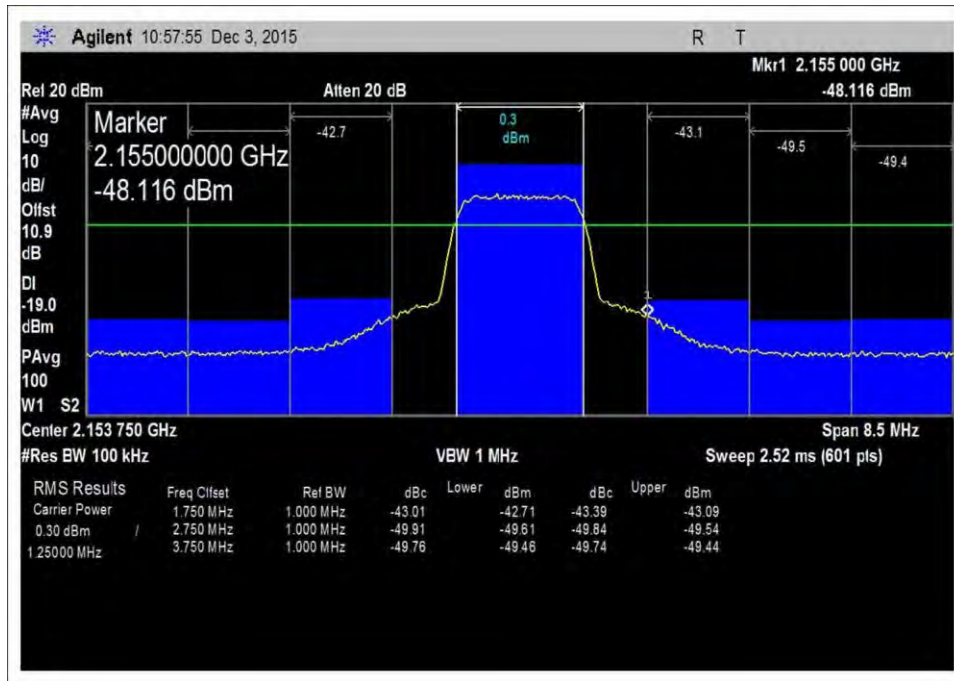 Agilent 10:57:55 Dec 3, 2015 R T
Mkr1 2.155 000 GHz
Rel 20 dBm Atten 20 dB -48.116 dBm
#Avg
Log
10
dB/
Offst
10.9
dB
DI
-19.0
dBm
PAvg
100
W1 S2
Marker
2.155000000 GHz
-48.116 dBm
-42.7
0.3
dBm
-43.1
-49.5
-49.4
1
Center 2.153 750 GHz Span 8.5 MHz
#Res BW 100 kHz VBW 1 MHz Sweep 2.52 ms (601 pts)
RMS Results Freq Offset Ref BW dBc Lower dBm dBc Upper dBm
Carrier Power 1.750 MHz 1.000 MHz -43.01 -42.71 -43.39 -43.09
0.30 dBm / 2.750 MHz 1.000 MHz -49.91 -49.61 -49.84 -49.54
1.25000 MHz 3.750 MHz 1.000 MHz -49.76 -49.46 -49.74 -49.44